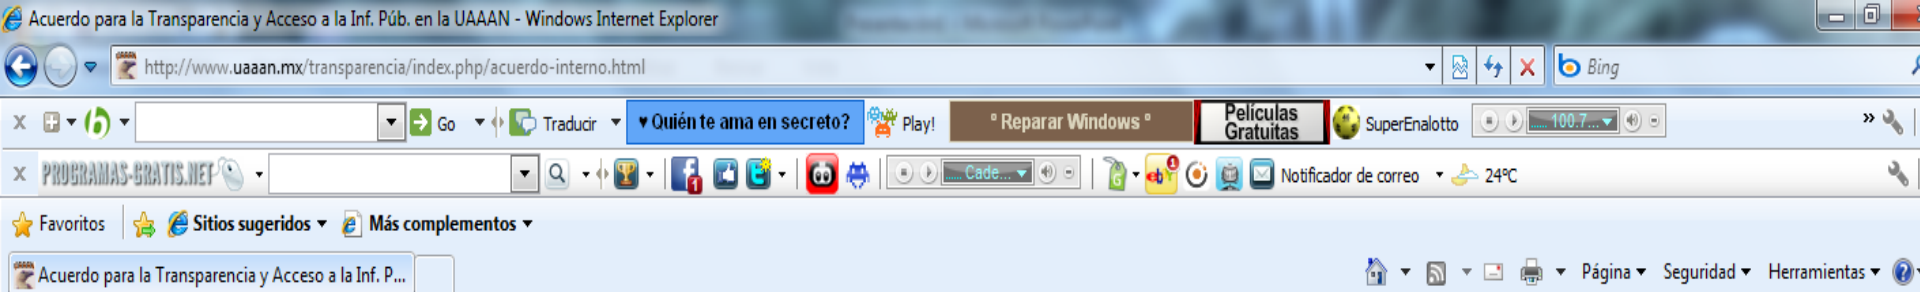 Acuerdo para la Transparencia y Acceso a la Inf. Púb. en la UAAAN - Windows Internet Explorer
http://www.uaaan.mx/transparencia/index.php/acuerdo-interno.html
Bing
x Go Traducir ♥ Quién te ama en secreto? Play! ° Reparar Windows ° Películas Gratuitas SuperEnalotto ..... 100.7... »
x PROGRAMAS-GRATIS.NET 1 ..... Cade... G eby 9 Notificador de correo 24ºC
Favoritos Sitios sugeridos Más complementos
Acuerdo para la Transparencia y Acceso a la Inf. P... Página Seguridad Herramientas ?